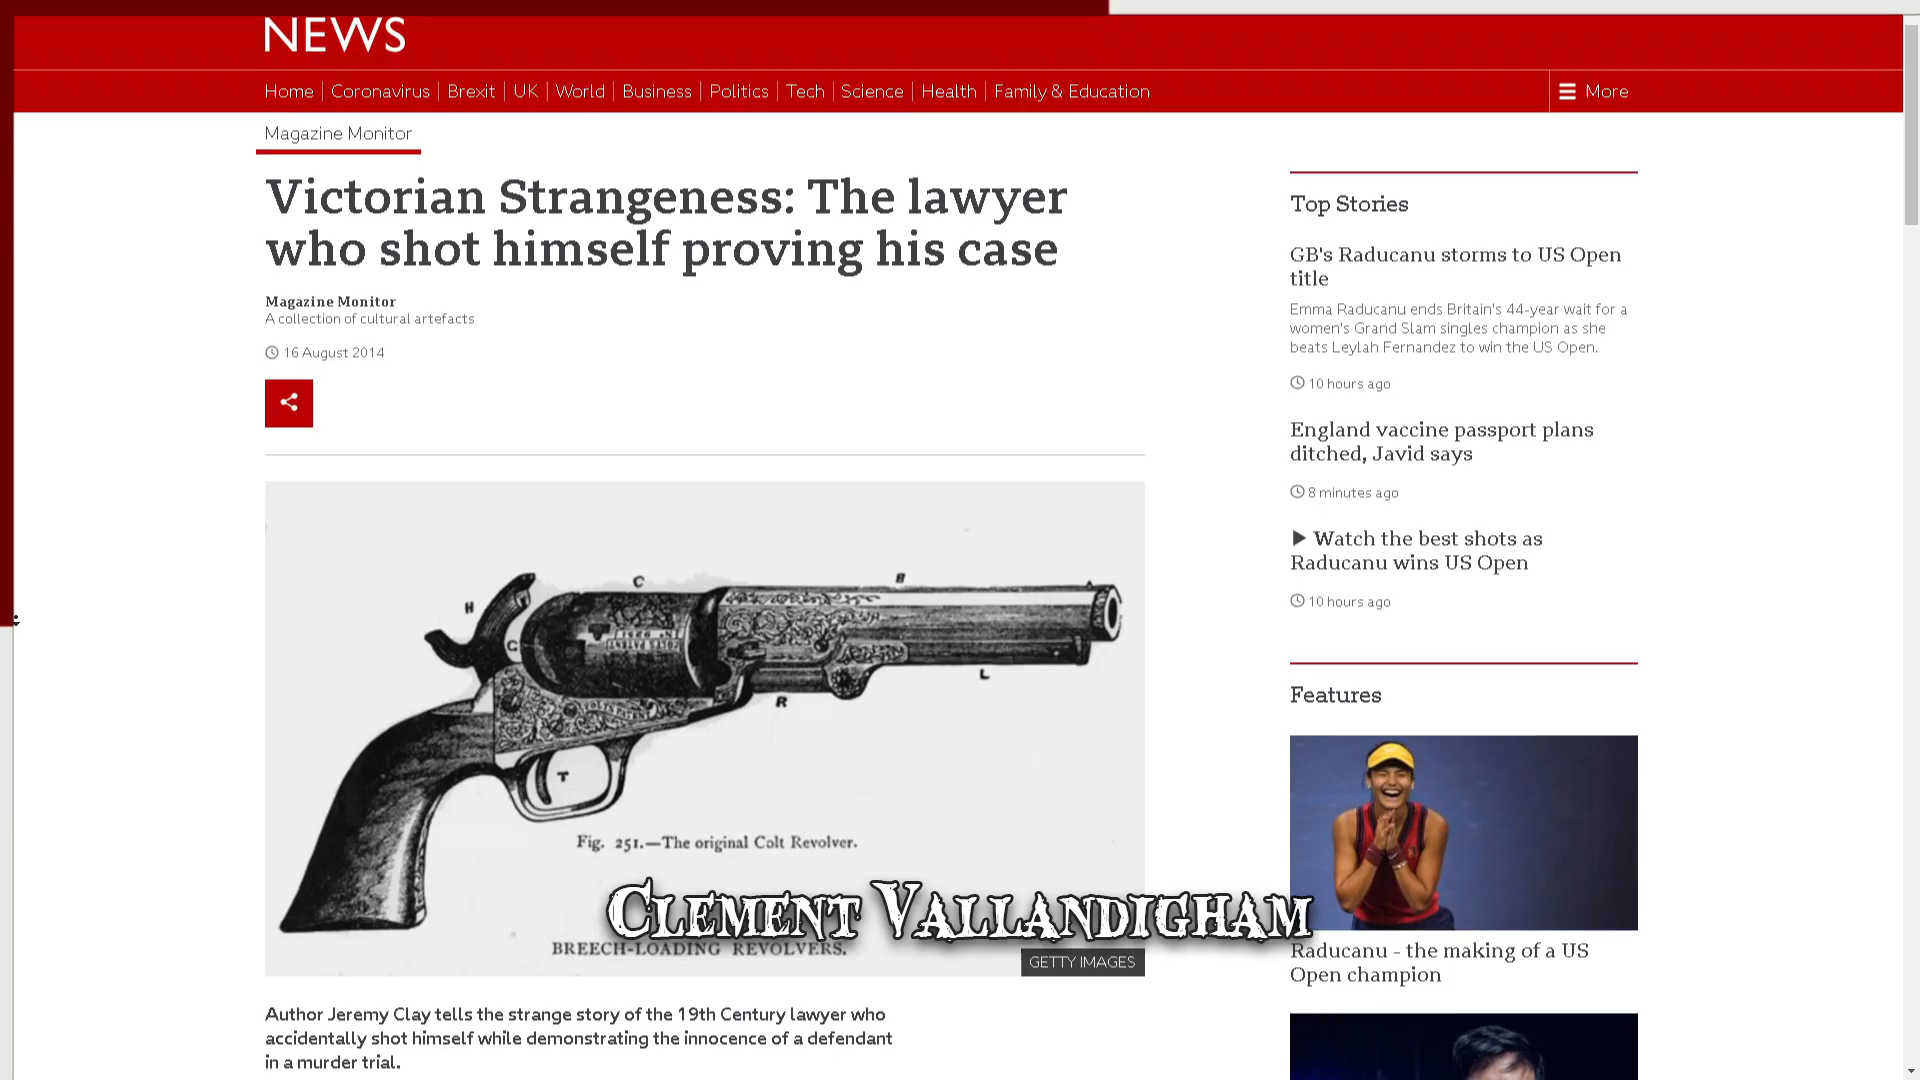 NEWS
Home
Coronavirus
Brexit
UK
World
Business
Politics
Tech
Science
Health
Family & Education
More
Magazine Monitor
Victorian Strangeness: The lawyer
who shot himself proving his case
Magazine Monitor
A collection of cultural artefacts
16 August 2014
H
C
B
C
L
R
T
Fig. 251.—The original Colt Revolver.
BREECH-LOADING REVOLVERS.
GETTY IMAGES
Clement Vallandigham
Author Jeremy Clay tells the strange story of the 19th Century lawyer who
accidentally shot himself while demonstrating the innocence of a defendant
in a murder trial.
Top Stories
GB's Raducanu storms to US Open
title
Emma Raducanu ends Britain's 44-year wait for a
women's Grand Slam singles champion as she
beats Leylah Fernandez to win the US Open.
10 hours ago
England vaccine passport plans
ditched, Javid says
8 minutes ago
Watch the best shots as
Raducanu wins US Open
10 hours ago
Features
Raducanu - the making of a US
Open champion